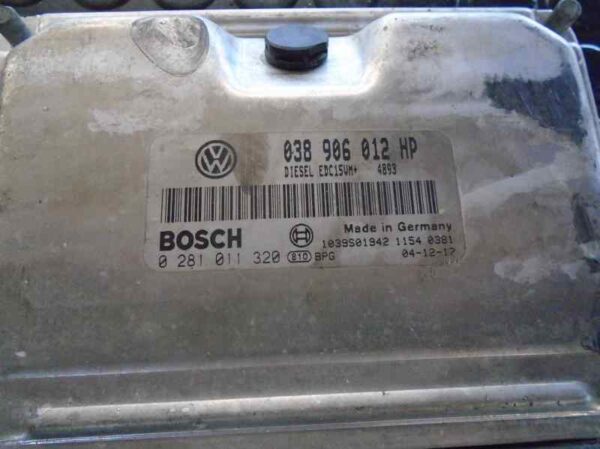 038 906 012 HP
DIESEL EDC15VM+ 4893
Made in Germany
BOSCH 1039S01942 1154 0381
0 281 011 320 810 BPG 04-12-17